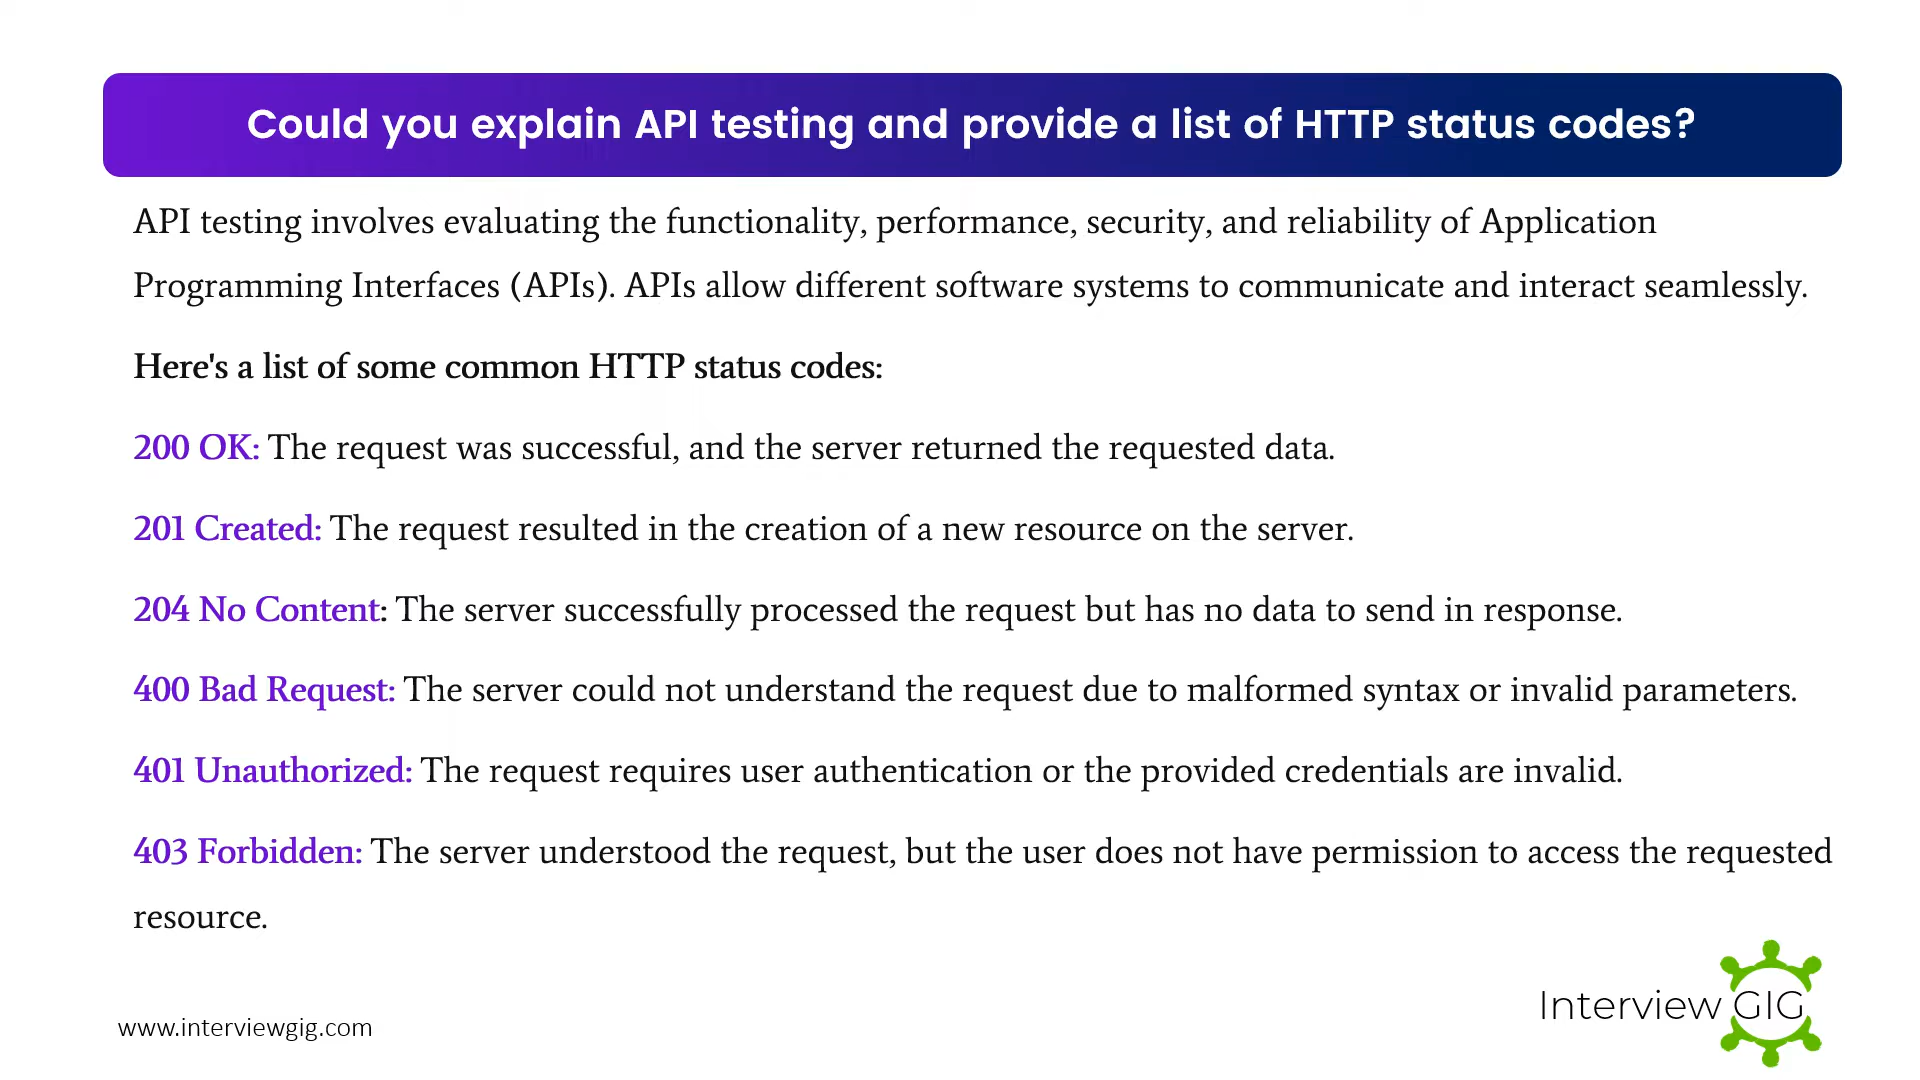 Could you explain API testing and provide a list of HTTP status codes?
API testing involves evaluating the functionality, performance, security, and reliability of Application
Programming Interfaces (APIs). APIs allow different software systems to communicate and interact seamlessly.
Here's a list of some common HTTP status codes:
200 OK: The request was successful, and the server returned the requested data.
201 Created: The request resulted in the creation of a new resource on the server.
204 No Content: The server successfully processed the request but has no data to send in response.
400 Bad Request: The server could not understand the request due to malformed syntax or invalid parameters.
401 Unauthorized: The request requires user authentication or the provided credentials are invalid.
403 Forbidden: The server understood the request, but the user does not have permission to access the requested
resource.
Interview GIG
www.interviewgig.com